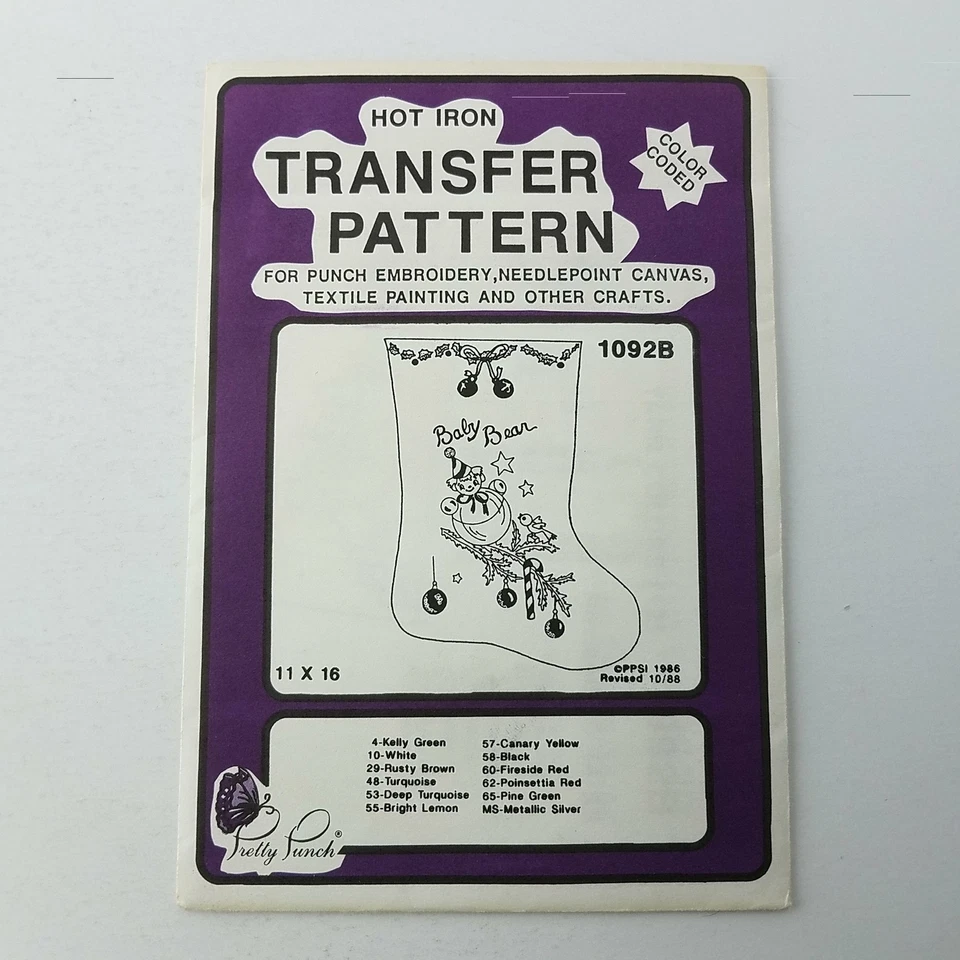 HOT IRON
TRANSFER
PATTERN
COLOR
CODED
FOR PUNCH EMBROIDERY,NEEDLEPOINT CANVAS,
TEXTILE PAINTING AND OTHER CRAFTS.
1092B
Baby Bear
11 X 16
©PPSI 1986
Revised 10/88
4-Kelly Green
10-White
29-Rusty Brown
48-Turquoise
53-Deep Turquoise
55-Bright Lemon
57-Canary Yellow
58-Black
60-Fireside Red
62-Poinsettia Red
65-Pine Green
MS-Metallic Silver
Pretty Punch®